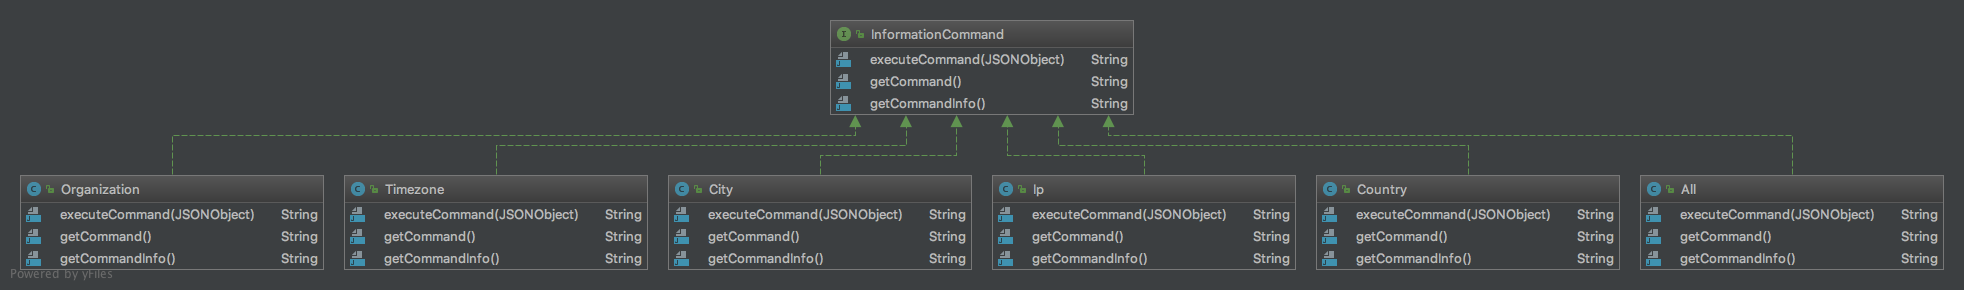 InformationCommand
executeCommand(JSONObject) String
getCommand() String
getCommandInfo() String
Organization
executeCommand(JSONObject) String
getCommand() String
getCommandInfo() String
Timezone
executeCommand(JSONObject) String
getCommand() String
getCommandInfo() String
City
executeCommand(JSONObject) String
getCommand() String
getCommandInfo() String
Ip
executeCommand(JSONObject) String
getCommand() String
getCommandInfo() String
Country
executeCommand(JSONObject) String
getCommand() String
getCommandInfo() String
All
executeCommand(JSONObject) String
getCommand() String
getCommandInfo() String
Powered by yFiles